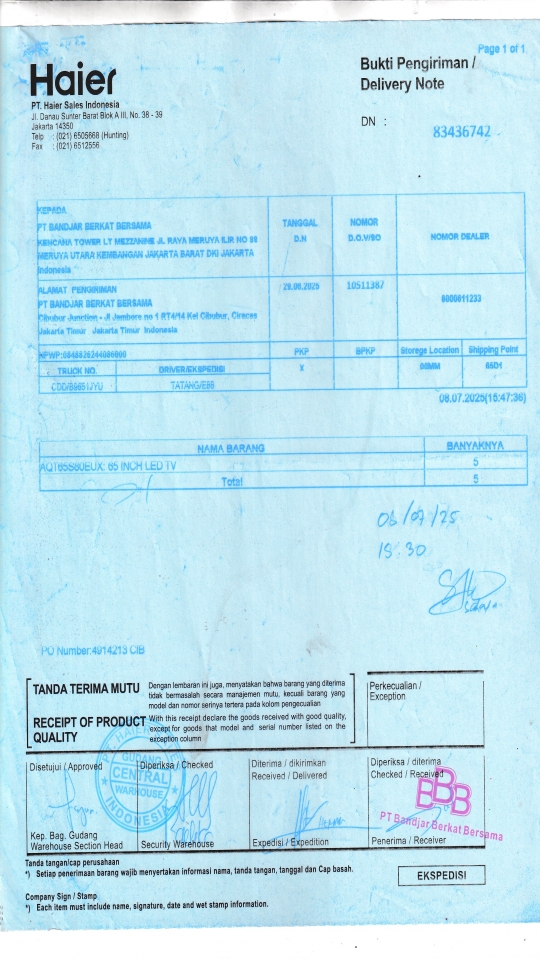 Page 1 of 1
Haier
Bukti Pengiriman /
Delivery Note
PT. Haier Sales Indonesia
Jl. Danau Sunter Barat Blok A III, No. 38 - 39
Jakarta 14350
Telp : (021) 6505668 (Hunting)
Fax : (021) 6512556
DN : 83436742
KEPADA
PT BANDJAR BERKAT BERSAMA
KENCANA TOWER LT MEZZANINE JL RAYA MERUYA ILIR NO 88
MERUYA UTARA KEMBANGAN JAKARTA BARAT DKI JAKARTA
Indonesia
TANGGAL
D.N
NOMOR
D.O./SO
NOMOR DEALER
ALAMAT PENGIRIMAN
PT BANDJAR BERKAT BERSAMA
Cibubur Junction - Jl Jambore no 1 RT4/14 Kel Cibubur, Ciracas
Jakarta Timur Jakarta Timur Indonesia
10511387
NPWP:
PKP
BPKP
Storege Location
Shipping Point
TRUCK NO.
DRIVER/EKSPEDISI
X
CDD/B9651JYU
TATANG/EBB
08.07.2025(15:47:36)
NAMA BARANG
BANYAKNYA
AQT65S80EUX: 65 INCH LED TV
5
Total
5
15.30
PO Number:4914213 CIB
TANDA TERIMA MUTU
Dengan lembaran ini juga, menyatakan bahwa barang yang diterima
tidak bermasalah secara manajemen mutu, kecuali barang yang
model dan nomor serinya tertera pada kolom pengecualian
RECEIPT OF PRODUCT
QUALITY
With this receipt declare the goods received with good quality,
except for goods that model and serial number listed on the
exception column
Perkecualian /
Exception
Disetujui / Approved
Diperiksa / Checked
Diterima / dikirimkan
Received / Delivered
Diperiksa / diterima
Checked / Received
GUDANG
CENTRAL
WAREHOUSE
INDONESIA
BBB
PT Bandjar Berkat Bersama
Kep. Bag. Gudang
Warehouse Section Head
Security Warehouse
Expedisi / Expedition
Penerima / Receiver
Tanda tangan/cap perusahaan
*) Setiap penerimaan barang wajib menyertakan informasi nama, tanda tangan, tanggal dan Cap basah.
EKSPEDISI
Company Sign / Stamp
*) Each item must include name, signature, date and wet stamp information.